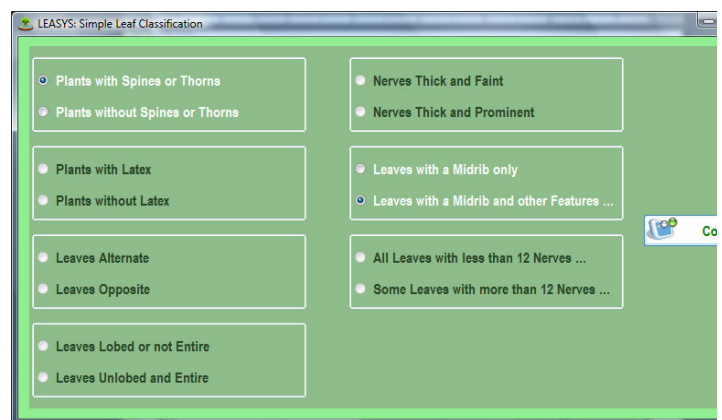 LEASYS: Simple Leaf Classification
Plants with Spines or Thorns
Plants without Spines or Thorns
Plants with Latex
Plants without Latex
Leaves Alternate
Leaves Opposite
Leaves Lobed or not Entire
Leaves Unlobed and Entire
Nerves Thick and Faint
Nerves Thick and Prominent
Leaves with a Midrib only
Leaves with a Midrib and other Features ...
All Leaves with less than 12 Nerves ...
Some Leaves with more than 12 Nerves ...
Co